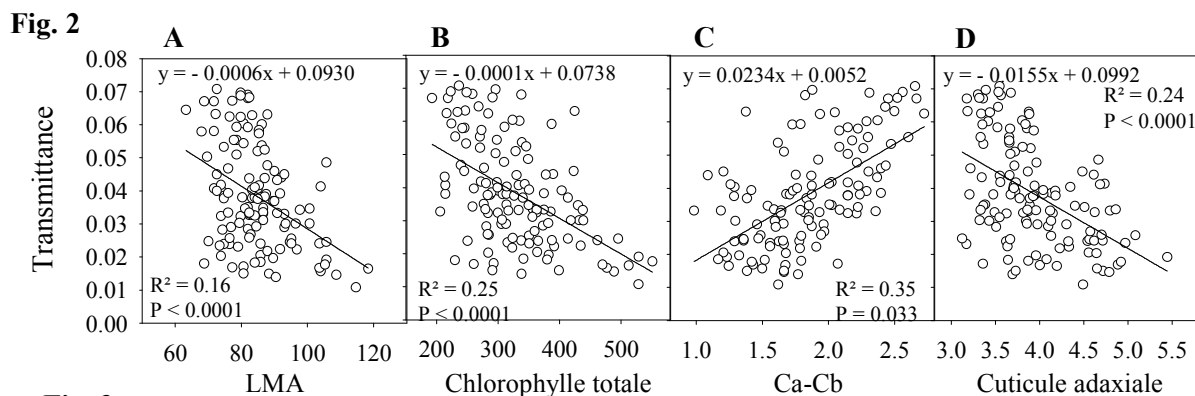 Fig. 2
A B C D
y = - 0.0006x + 0.0930 y = - 0.0001x + 0.0738 y = 0.0234x + 0.0052 y = - 0.0155x + 0.0992
R² = 0.24
P < 0.0001
Transmittance
0.08
0.07
0.06
0.05
0.04
0.03
0.02
0.01
0.00
R² = 0.16 R² = 0.25 R² = 0.35
P < 0.0001 P < 0.0001 P = 0.033
60 80 100 120 200 300 400 500 1.0 1.5 2.0 2.5 3.0 3.5 4.0 4.5 5.0 5.5
LMA Chlorophylle totale Ca-Cb Cuticule adaxiale